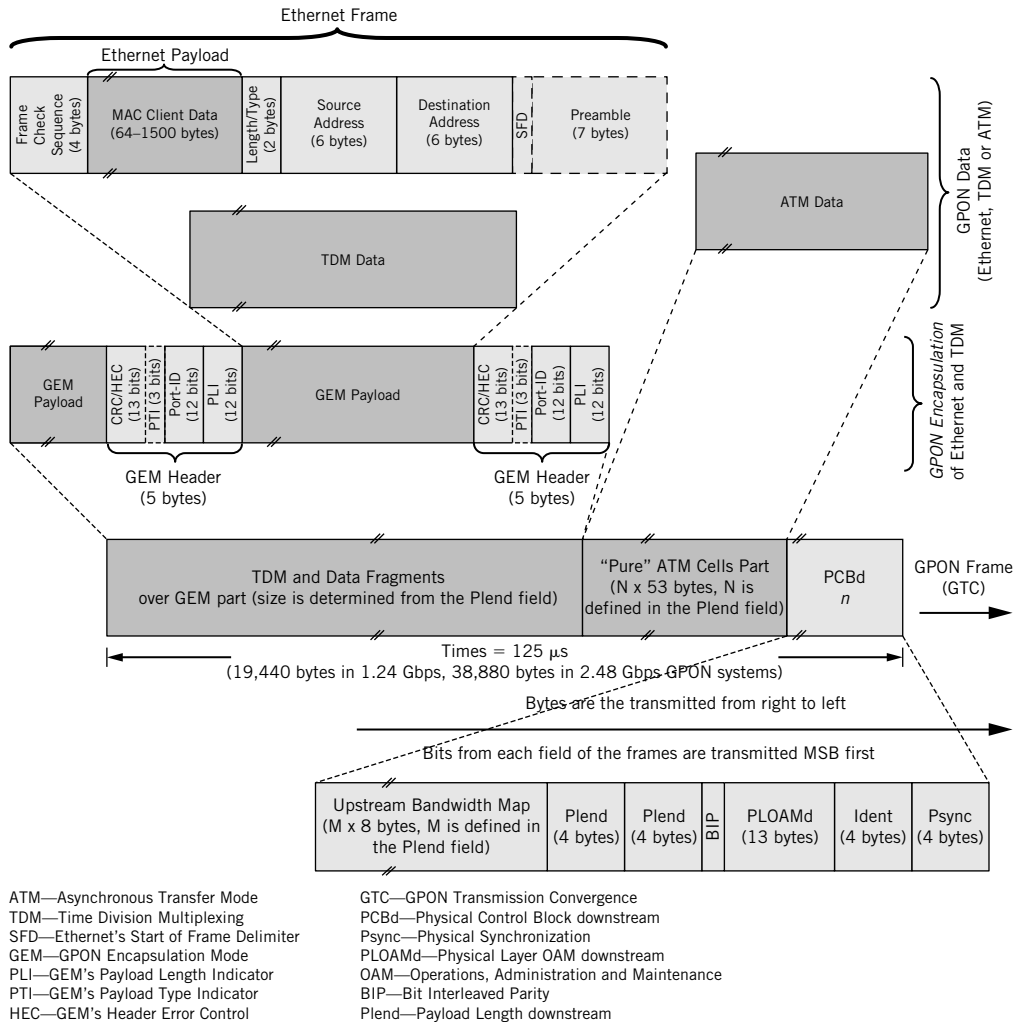 Ethernet Frame
Ethernet Payload
Frame
Check
Sequence
(4 bytes)
MAC Client Data
(64–1500 bytes)
Length/Type
(2 bytes)
Source
Address
(6 bytes)
Destination
Address
(6 bytes)
SFD
Preamble
(7 bytes)
ATM Data
GPON Data
(Ethernet, TDM or ATM)
TDM Data
GEM
Payload
CRC/HEC
(13 bits)
PTI (3 bits)
Port-ID
(12 bits)
PLI
(12 bits)
GEM Payload
CRC/HEC
(13 bits)
PTI (3 bits)
Port-ID
(12 bits)
PLI
(12 bits)
GPON Encapsulation
of Ethernet and TDM
GEM Header
(5 bytes)
GEM Header
(5 bytes)
TDM and Data Fragments
over GEM part (size is determined from the Plend field)
“Pure” ATM Cells Part
(N x 53 bytes, N is
defined in the Plend field)
PCBd
n
GPON Frame
(GTC)
Times = 125 μs
(19,440 bytes in 1.24 Gbps, 38,880 bytes in 2.48 Gbps GPON systems)
Bytes are the transmitted from right to left
Bits from each field of the frames are transmitted MSB first
Upstream Bandwidth Map
(M x 8 bytes, M is defined in
the Plend field)
Plend
(4 bytes)
Plend
(4 bytes)
BIP
PLOAMd
(13 bytes)
Ident
(4 bytes)
Psync
(4 bytes)
ATM—Asynchronous Transfer Mode
TDM—Time Division Multiplexing
SFD—Ethernet's Start of Frame Delimiter
GEM—GPON Encapsulation Mode
PLI—GEM's Payload Length Indicator
PTI—GEM's Payload Type Indicator
HEC—GEM's Header Error Control
GTC—GPON Transmission Convergence
PCBd—Physical Control Block downstream
Psync—Physical Synchronization
PLOAMd—Physical Layer OAM downstream
OAM—Operations, Administration and Maintenance
BIP—Bit Interleaved Parity
Plend—Payload Length downstream